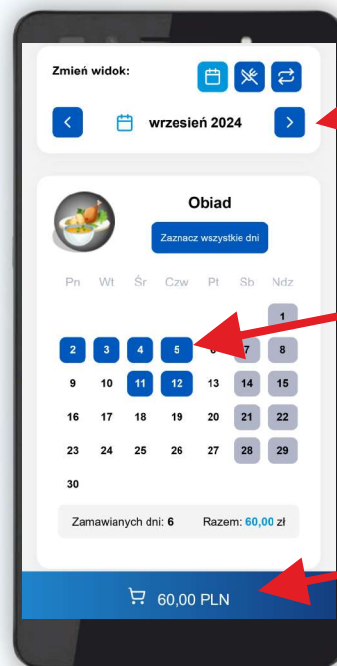 Zmień widok:
wrzesień 2024
Obiad
Zaznacz wszystkie dni
Pn Wt Śr Czw Pt Sb Ndz
1
2 3 4 5 7 8
9 10 11 12 13 14 15
16 17 18 19 20 21 22
23 24 25 26 27 28 29
30
Zamawianych dni: 6 Razem: 60,00 zł
60,00 PLN